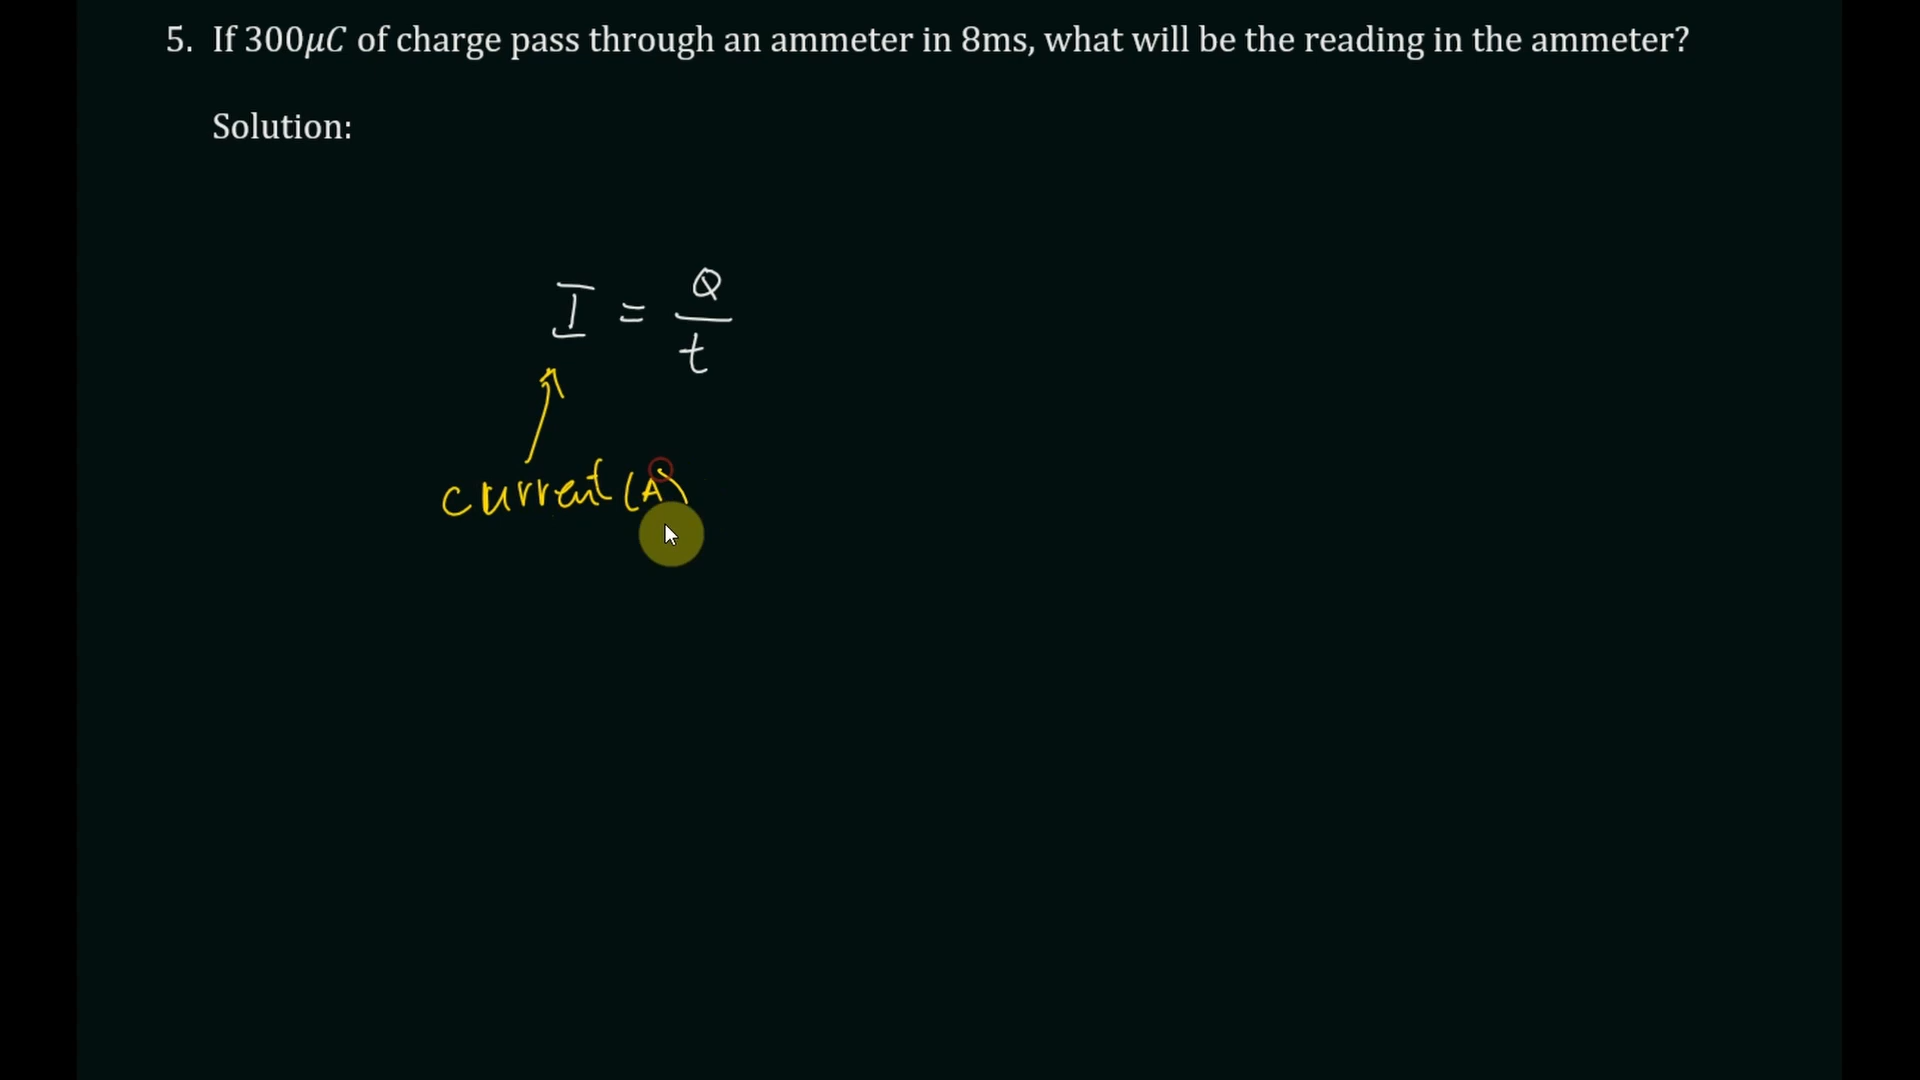 5. If 300μC of charge pass through an ammeter in 8ms, what will be the reading in the ammeter?
Solution:
I = Q/t
current (A)